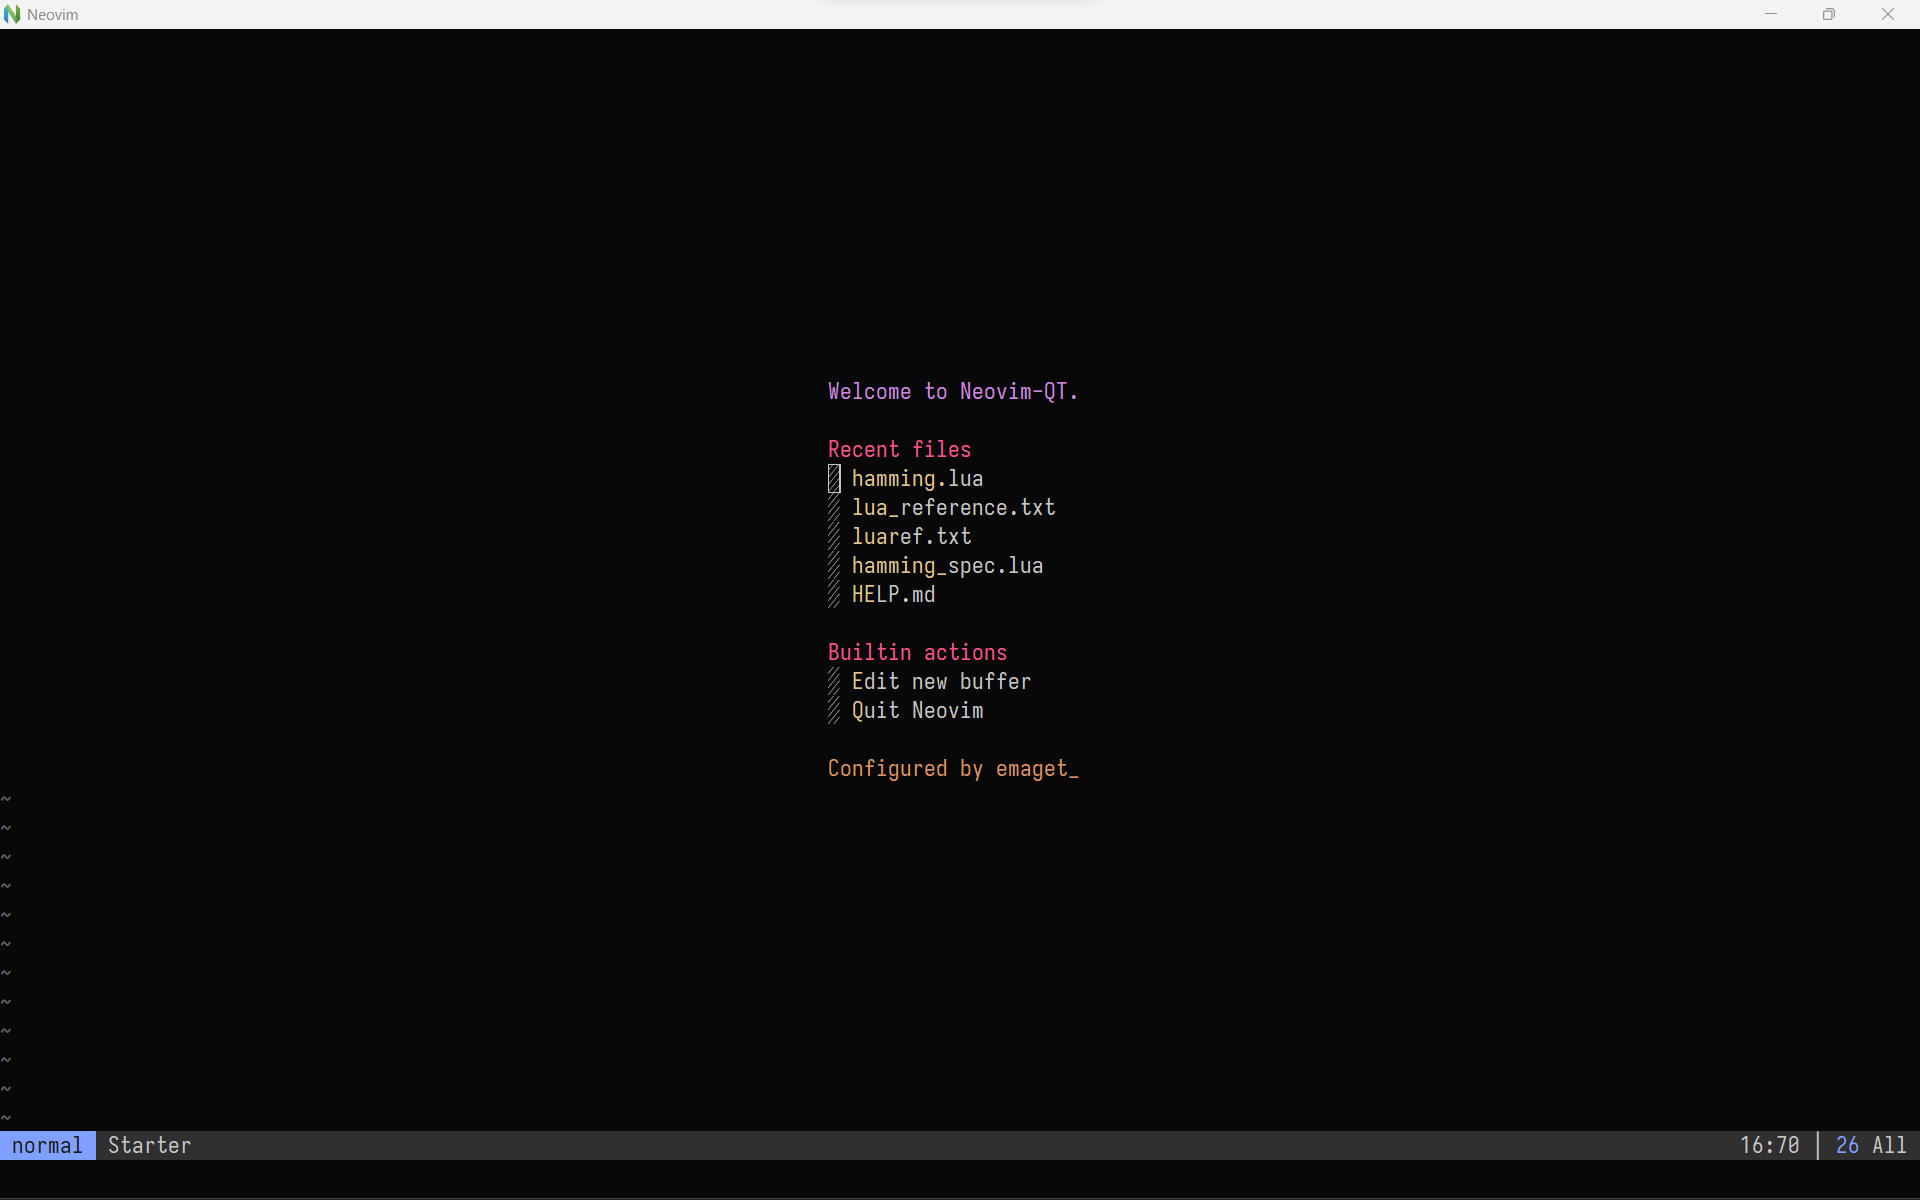 Neovim
Welcome to Neovim-QT.
Recent files
hamming.lua
lua_reference.txt
luaref.txt
hamming_spec.lua
HELP.md
Builtin actions
Edit new buffer
Quit Neovim
Configured by emaget_
~
~
~
~
~
~
~
~
~
~
~
~
normal Starter 16:70 | 26 All